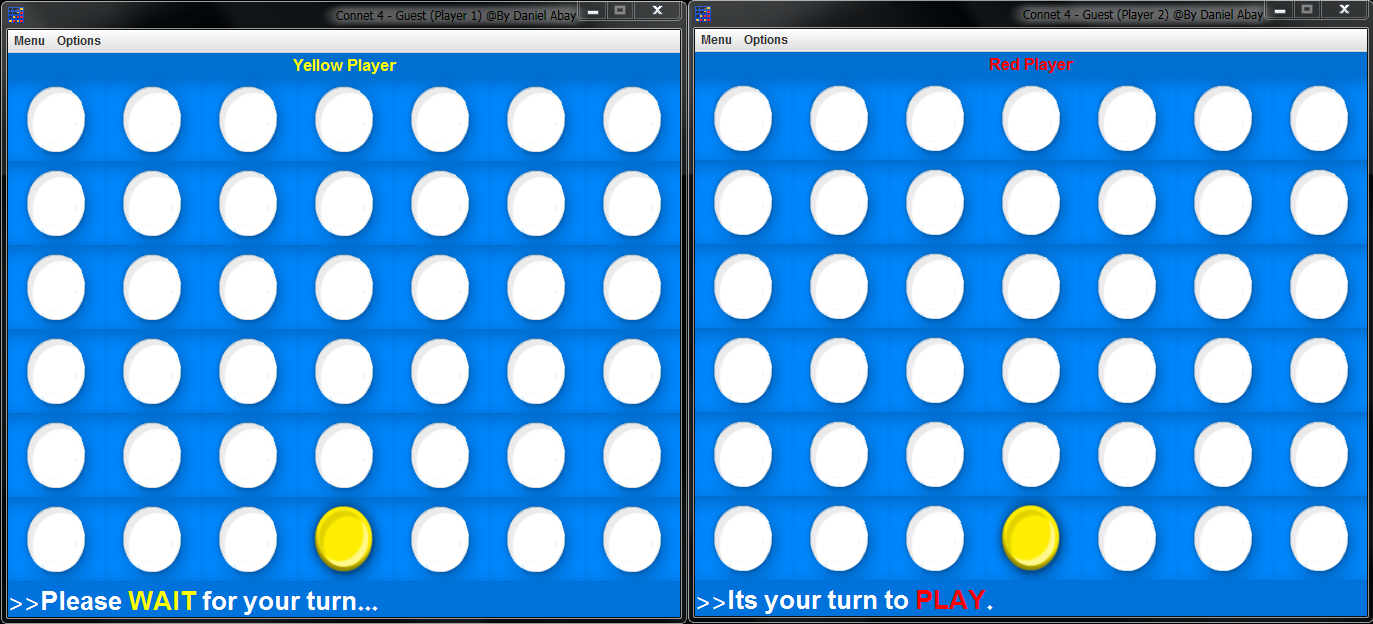 Connet 4 - Guest (Player 1) @By Daniel Abay
Menu Options
Yellow Player
>>Please WAIT for your turn...
Connet 4 - Guest (Player 2) @By Daniel Abay
Menu Options
Red Player
>>Its your turn to PLAY.